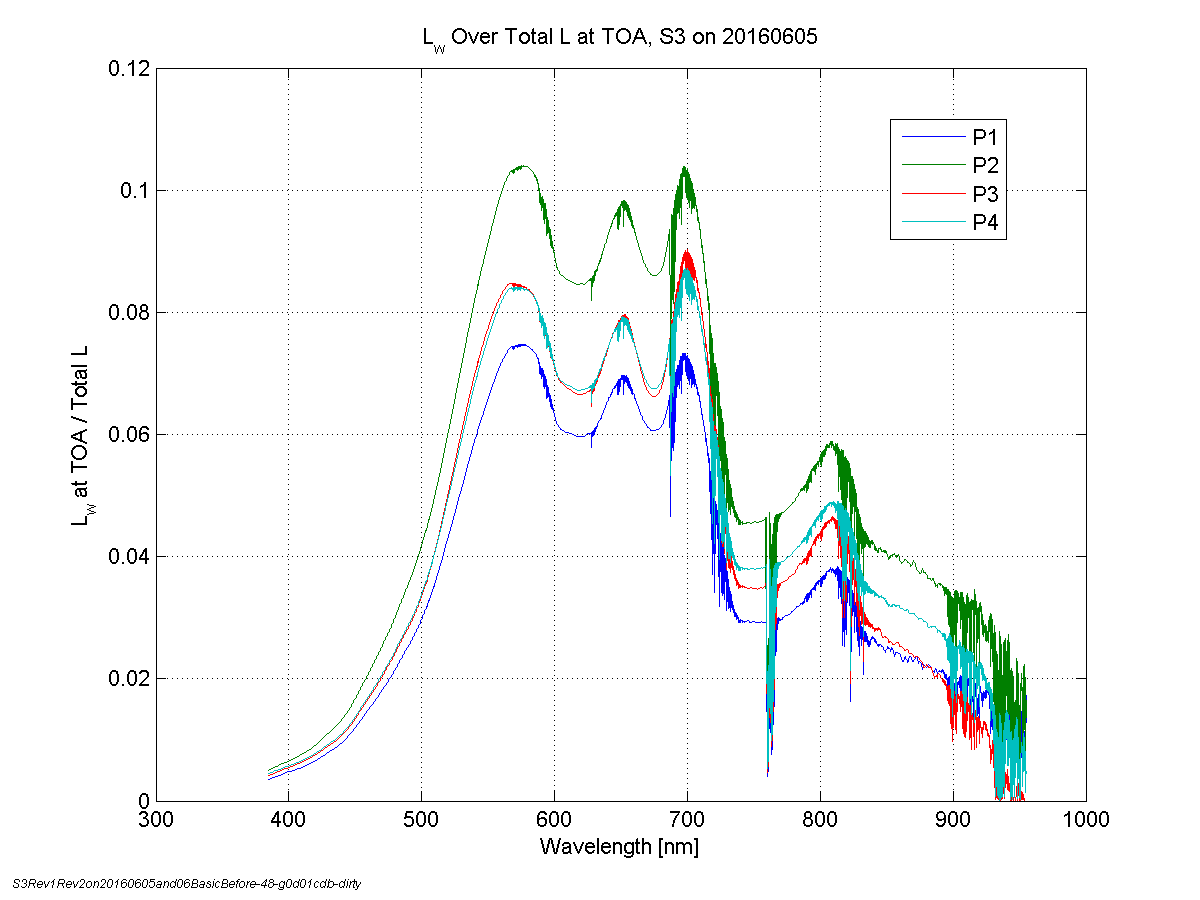 L_W Over Total L at TOA, S3 on 20160605
0.12
0.1
0.08
0.06
0.04
0.02
0
L_W at TOA / Total L
P1
P2
P3
P4
300 400 500 600 700 800 900 1000
Wavelength [nm]
S3Rev1Rev2on20160605and06BasicBefore-48-g0d01cdb-dirty